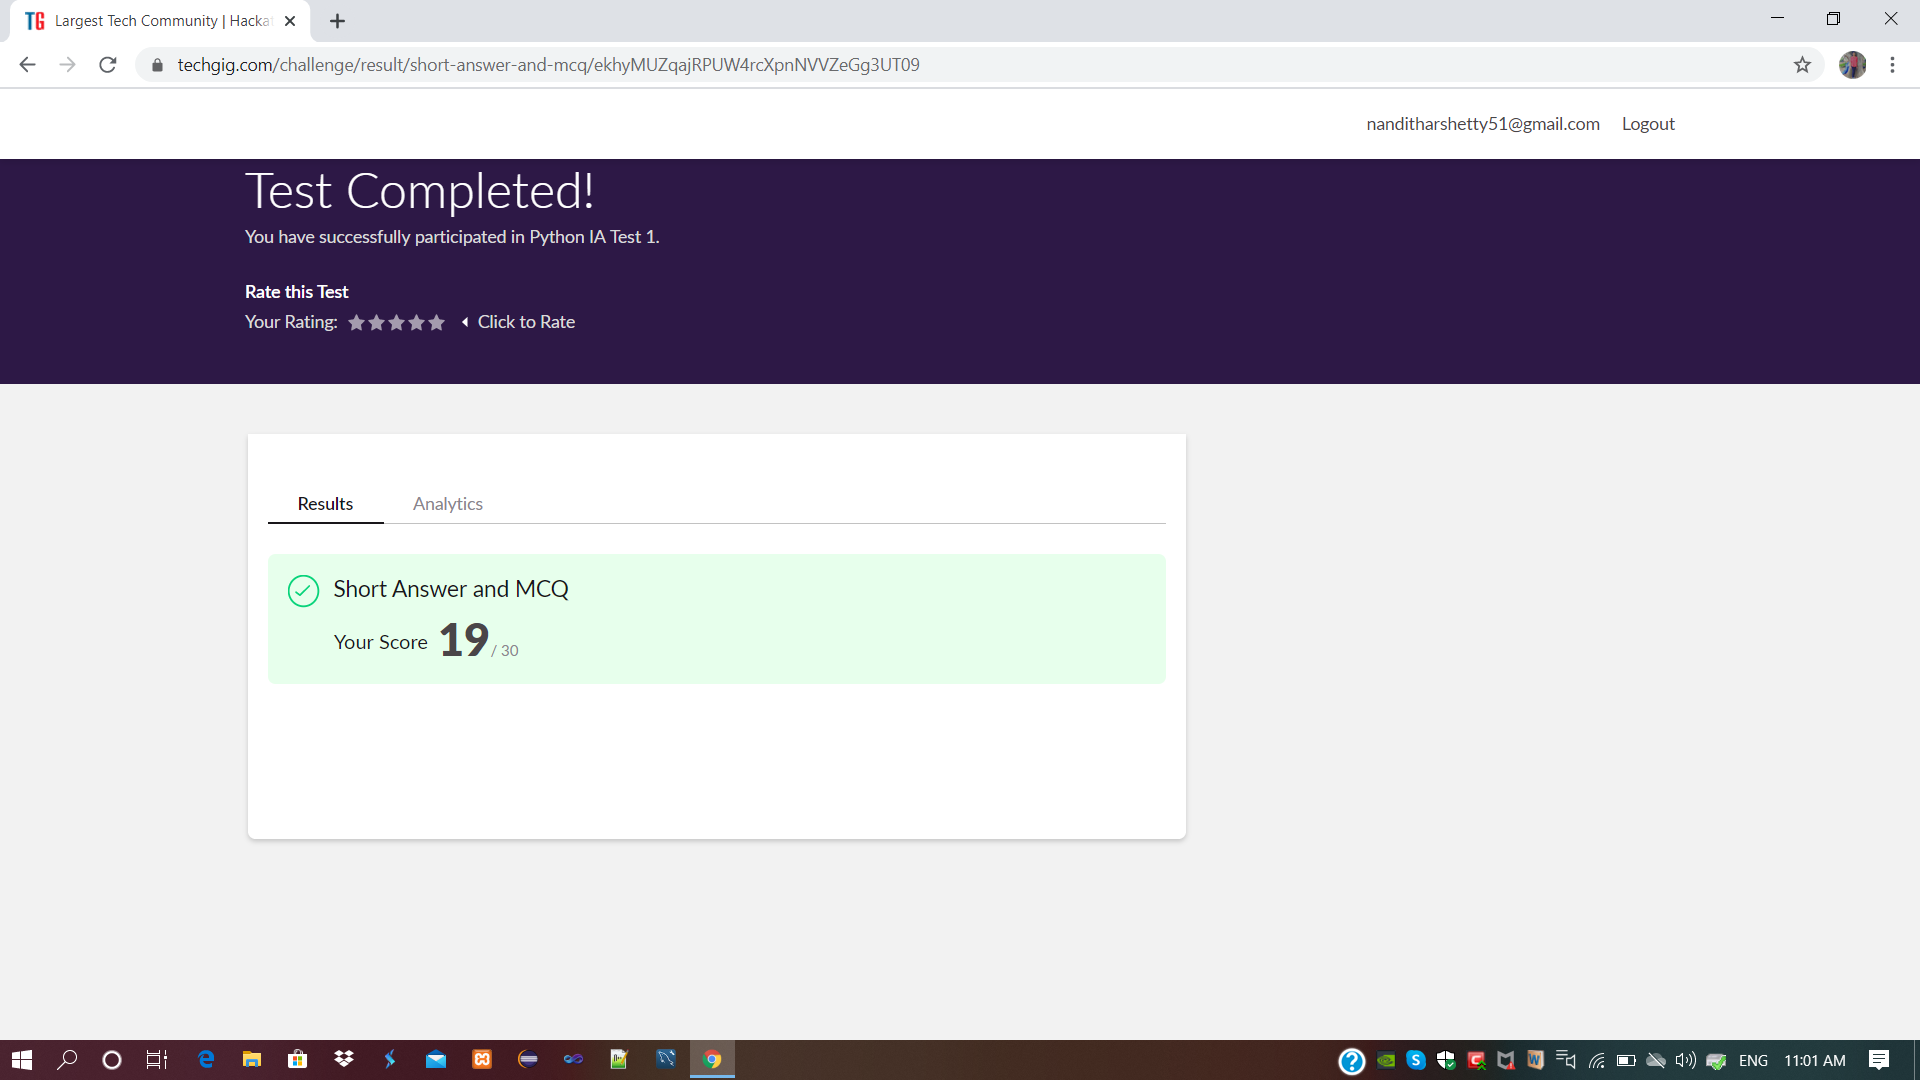 TG Largest Tech Community | Hacka
techgig.com/challenge/result/short-answer-and-mcq/ekhyMUZqajRPUW4rcXpnNVVZeGg3UT09
nanditharshetty51@gmail.com Logout
Test Completed!
You have successfully participated in Python IA Test 1.
Rate this Test
Your Rating: Click to Rate
Results Analytics
Short Answer and MCQ
Your Score 19 / 30
ENG 11:01 AM